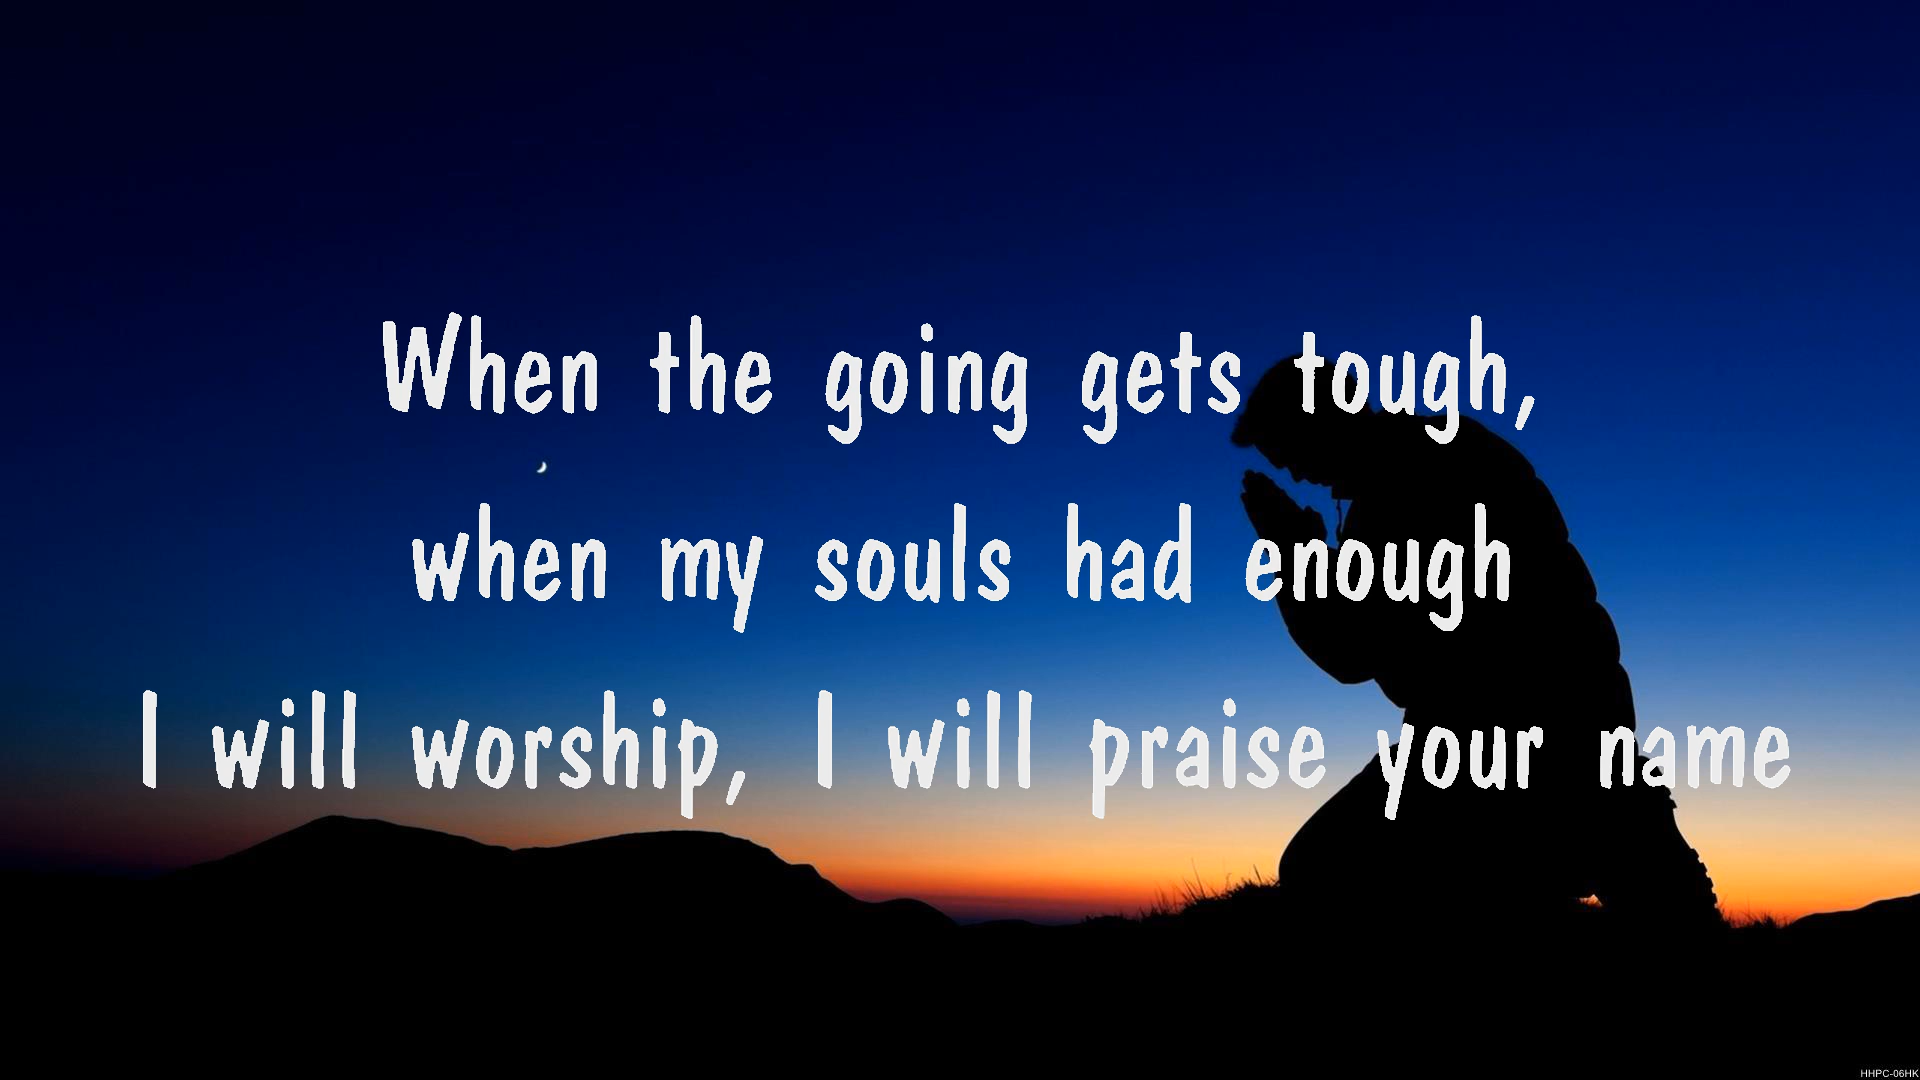 When the going gets tough,
when my souls had enough
I will worship, I will praise your name
HHPC-06HK